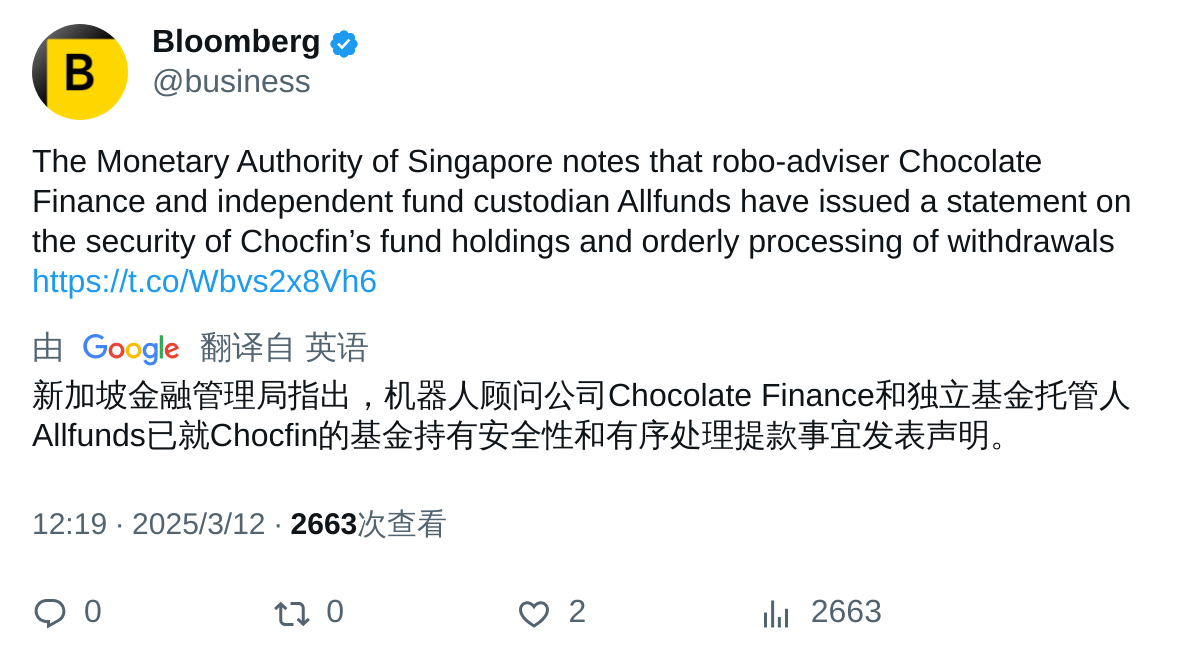 B
Bloomberg
@business
The Monetary Authority of Singapore notes that robo-adviser Chocolate
Finance and independent fund custodian Allfunds have issued a statement on
the security of Chocfin’s fund holdings and orderly processing of withdrawals
https://t.co/Wbvs2x8Vh6
由 Google 翻译自 英语
新加坡金融管理局指出，机器人顾问公司Chocolate Finance和独立基金托管人
Allfunds已就Chocfin的基金持有安全性和有序处理提款事宜发表声明。
12:19 · 2025/3/12 · 2663次查看
0 0 2 2663